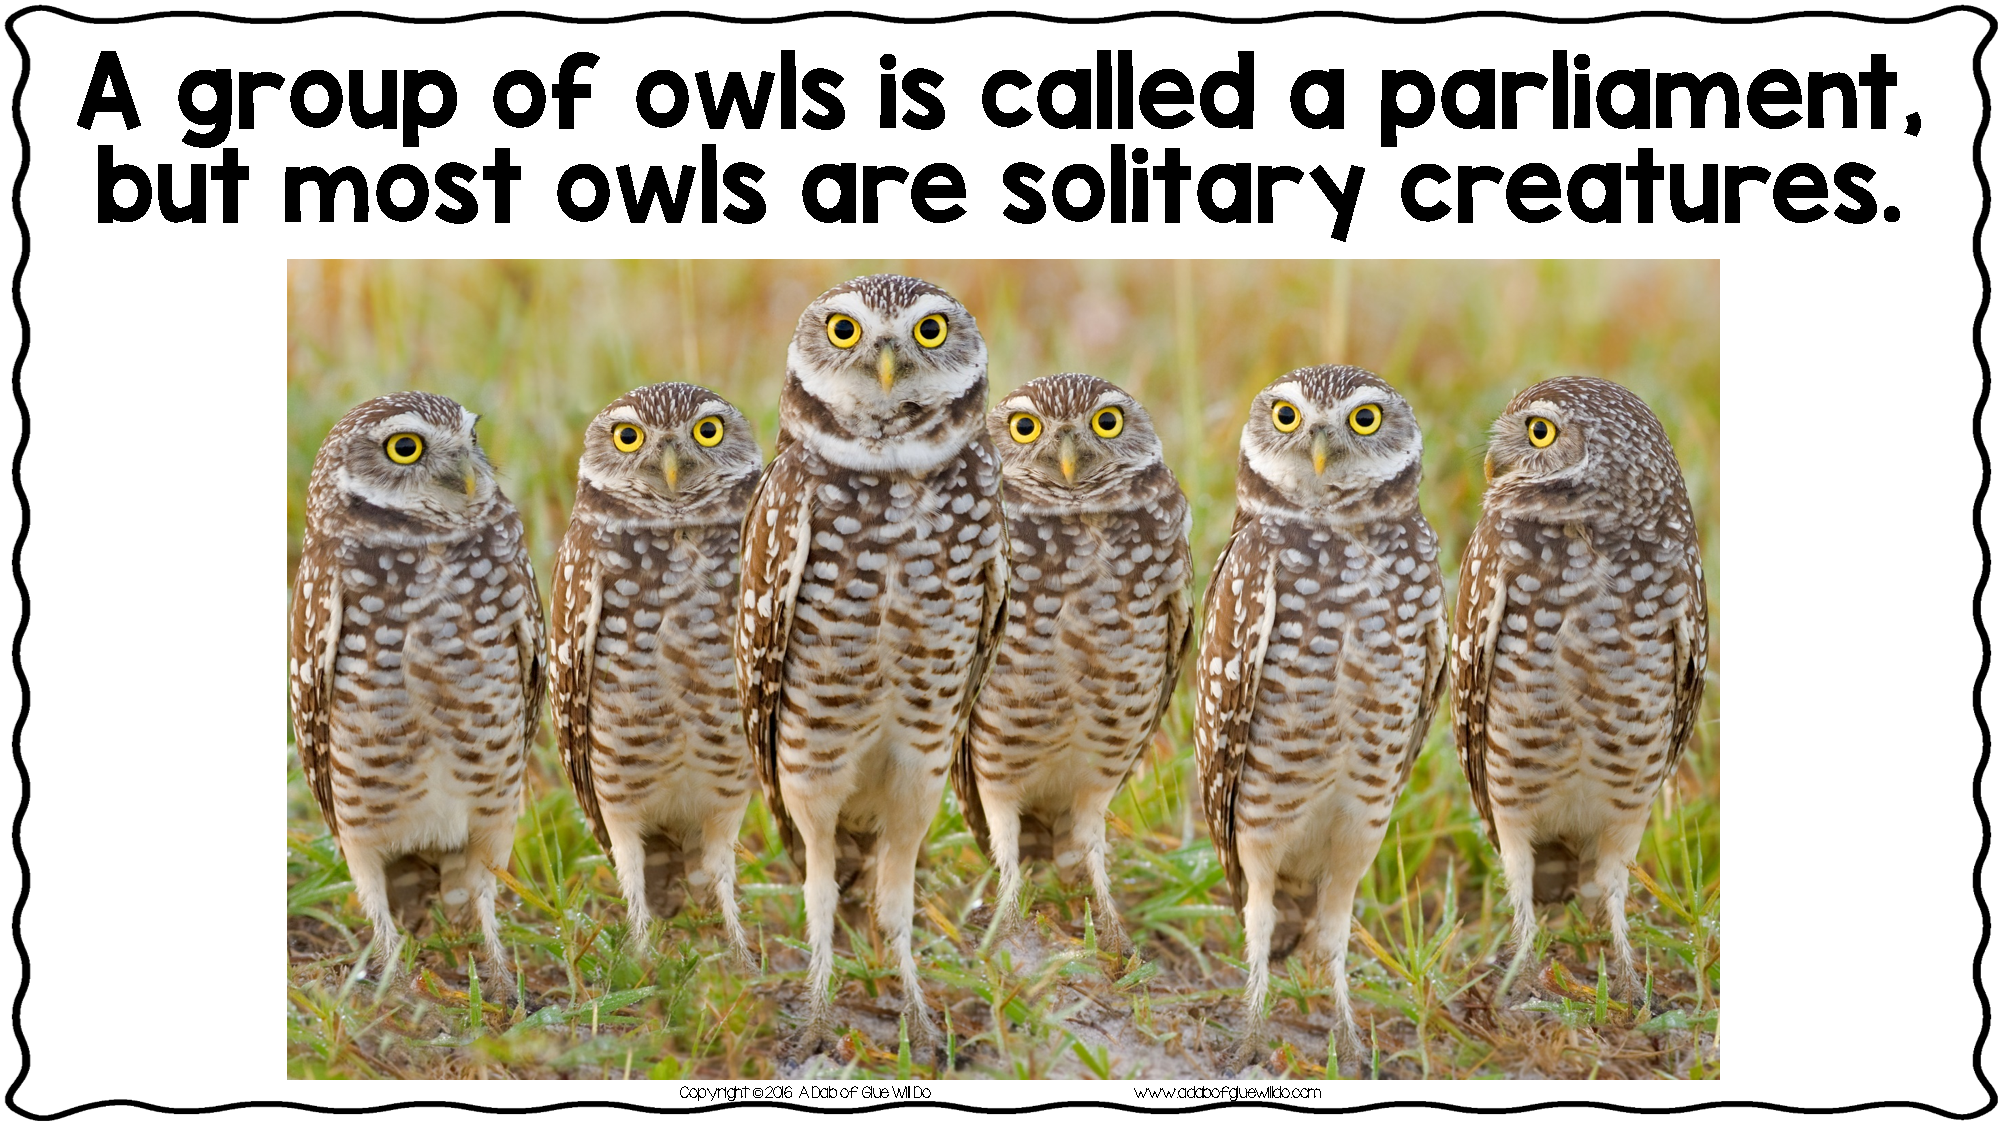 A group of owls is called a parliament,
but most owls are solitary creatures.
Copyright ©2016 A Dab of Glue Will Do
www.adabofgluewilldo.com